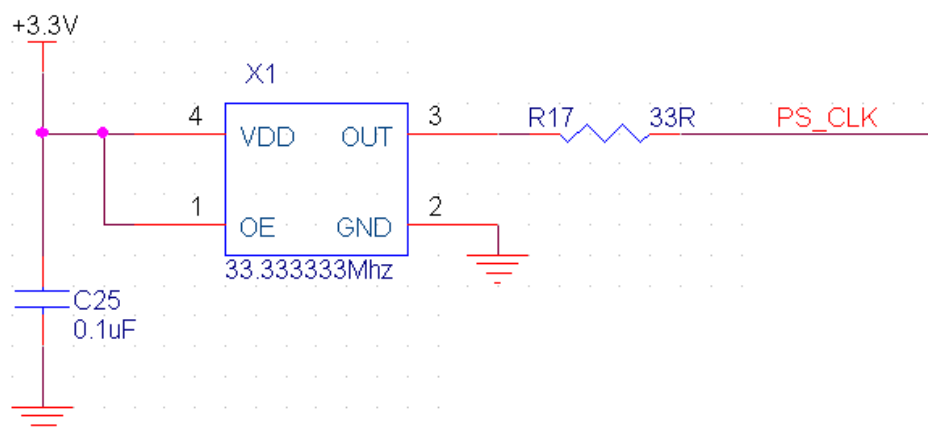 +3.3V
X1
4
VDD
OUT
3
R17
33R
PS_CLK
1
OE
GND
2
33.333333Mhz
C25
0.1uF